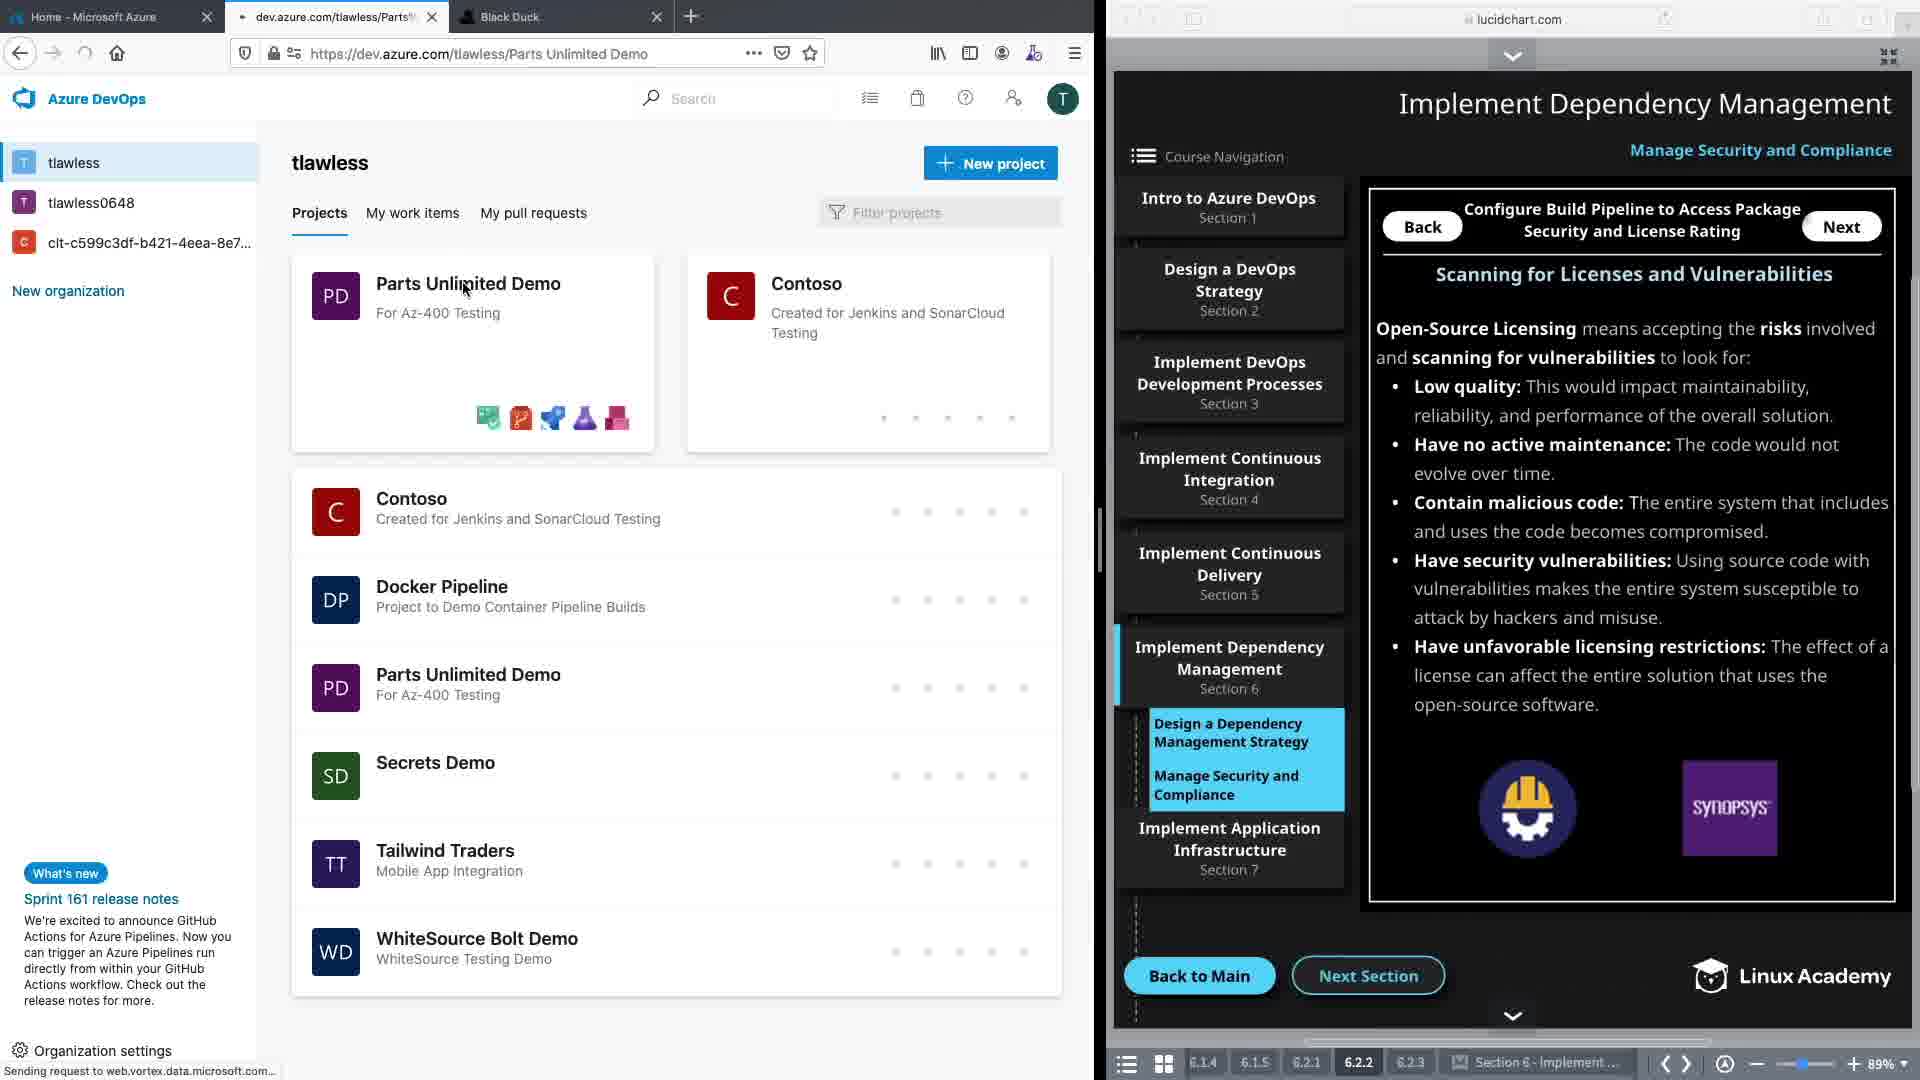 Home - Microsoft Azure
dev.azure.com/tlawless/Parts%
Black Duck
https://dev.azure.com/tlawless/Parts Unlimited Demo
Azure DevOps
Search
T
T
tlawless
T
tlawless0648
C
clt-c599c3df-b421-4eea-8e7...
New organization
What's new
Sprint 161 release notes
We're excited to announce GitHub
Actions for Azure Pipelines. Now you
can trigger an Azure Pipelines run
directly from within your GitHub
Actions workflow. Check out the
release notes for more.
Organization settings
Sending request to web.vortex.data.microsoft.com...
tlawless
New project
Projects
My work items
My pull requests
Filter projects
PD
Parts Unlimited Demo
For Az-400 Testing
C
Contoso
Created for Jenkins and SonarCloud
Testing
C
Contoso
Created for Jenkins and SonarCloud Testing
DP
Docker Pipeline
Project to Demo Container Pipeline Builds
PD
Parts Unlimited Demo
For Az-400 Testing
SD
Secrets Demo
TT
Tailwind Traders
Mobile App Integration
WD
WhiteSource Bolt Demo
WhiteSource Testing Demo
lucidchart.com
Implement Dependency Management
Manage Security and Compliance
Course Navigation
Intro to Azure DevOps
Section 1
Design a DevOps
Strategy
Section 2
Implement DevOps
Development Processes
Section 3
Implement Continuous
Integration
Section 4
Implement Continuous
Delivery
Section 5
Implement Dependency
Management
Section 6
Design a Dependency
Management Strategy
Manage Security and
Compliance
Implement Application
Infrastructure
Section 7
Back to Main
Next Section
Back
Configure Build Pipeline to Access Package
Security and License Rating
Next
Scanning for Licenses and Vulnerabilities
Open-Source Licensing means accepting the risks involved
and scanning for vulnerabilities to look for:
• Low quality: This would impact maintainability,
reliability, and performance of the overall solution.
• Have no active maintenance: The code would not
evolve over time.
• Contain malicious code: The entire system that includes
and uses the code becomes compromised.
• Have security vulnerabilities: Using source code with
vulnerabilities makes the entire system susceptible to
attack by hackers and misuse.
• Have unfavorable licensing restrictions: The effect of a
license can affect the entire solution that uses the
open-source software.
SYNOPSYS
Linux Academy
6.1.4
6.1.5
6.2.1
6.2.2
6.2.3
Section 6 - Implement ...
89%